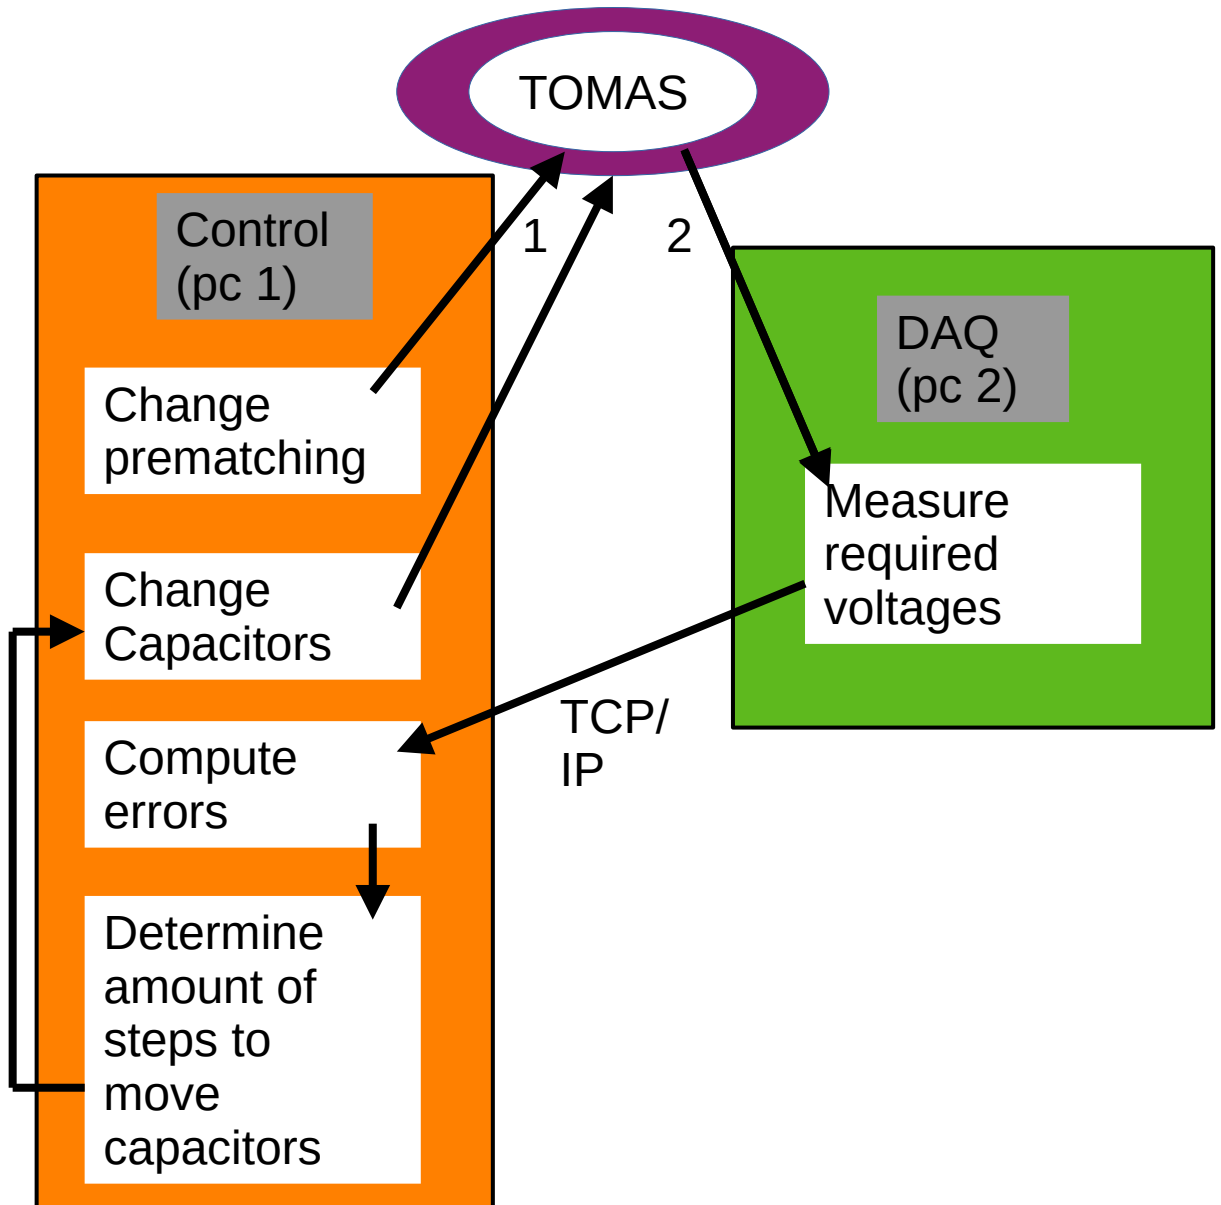 TOMAS
Control
(pc 1)
1
2
DAQ
(pc 2)
Change
prematching
Measure
required
voltages
Change
Capacitors
TCP/
IP
Compute
errors
Determine
amount of
steps to
move
capacitors